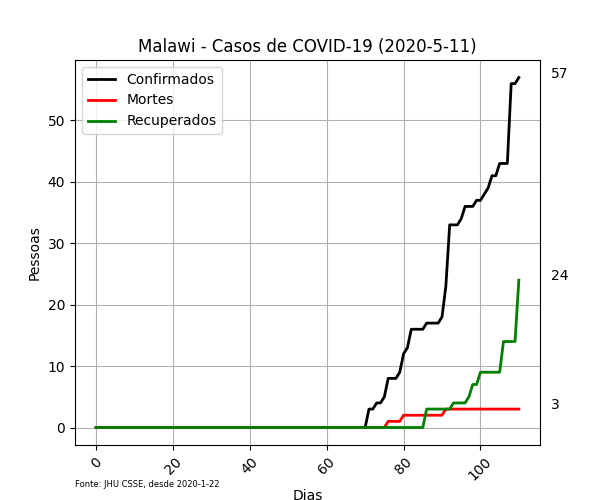 Malawi - Casos de COVID-19 (2020-5-11)
Confirmados
Mortes
Recuperados
57
24
3
Pessoas
50
40
30
20
10
0
0
20
40
60
80
100
Fonte: JHU CSSE, desde 2020-1-22
Dias